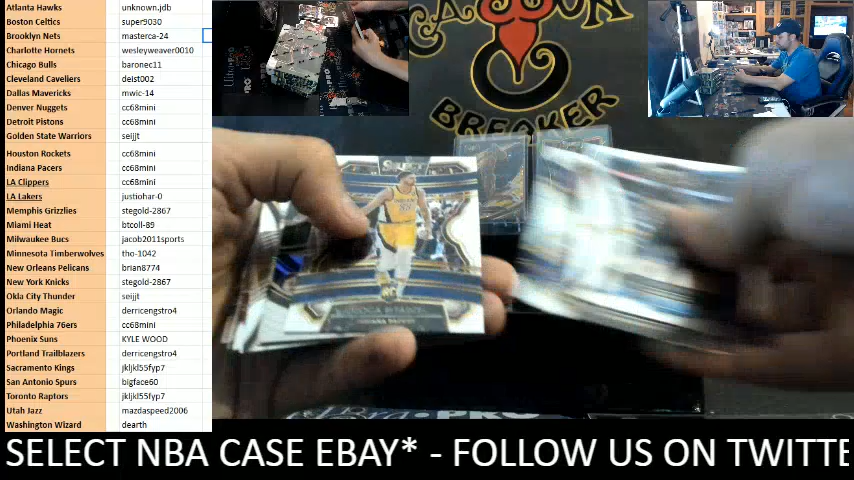 Atlanta Hawks unknown.jdb
Boston Celtics super9030
Brooklyn Nets masterca-24
Charlotte Hornets wesleyweaver0010
Chicago Bulls baronec11
Cleveland Cavaliers deist002
Dallas Mavericks mwic-14
Denver Nuggets cc68mini
Detroit Pistons cc68mini
Golden State Warriors seijjt
Houston Rockets cc68mini
Indiana Pacers cc68mini
LA Clippers cc68mini
LA Lakers justiohar-0
Memphis Grizzlies stegold-2867
Miami Heat btcoll-89
Milwaukee Bucs jacob2011sports
Minnesota Timberwolves tho-1042
New Orleans Pelicans brian8774
New York Knicks stegold-2867
Okla City Thunder seijt
Orlando Magic derricengstro4
Philadelphia 76ers cc68mini
Phoenix Suns KYLE WOOD
Portland Trailblazers derricengstro4
Sacramento Kings jkljkl55fyp7
San Antonio Spurs bigface60
Toronto Raptors jkljkl55fyp7
Utah Jazz mazdaspeed2006
Washington Wizard dearth
BREAKER
PRO
SELECT NBA CASE EBAY* - FOLLOW US ON TWITTE